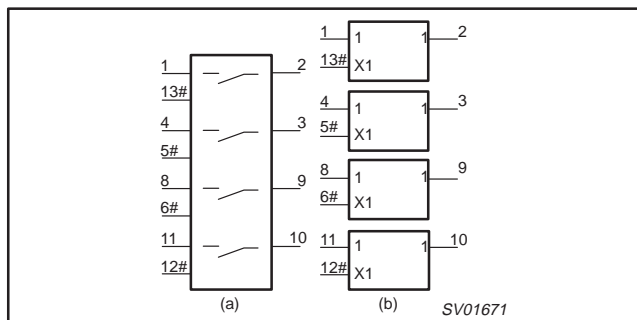 1 2
13#
4 3
5#
8 9
6#
11 10
12#
(a)
1 1 1 2
13# X1
4 1 1 3
5# X1
8 1 1 9
6# X1
11 1 1 10
12# X1
(b)
SV01671